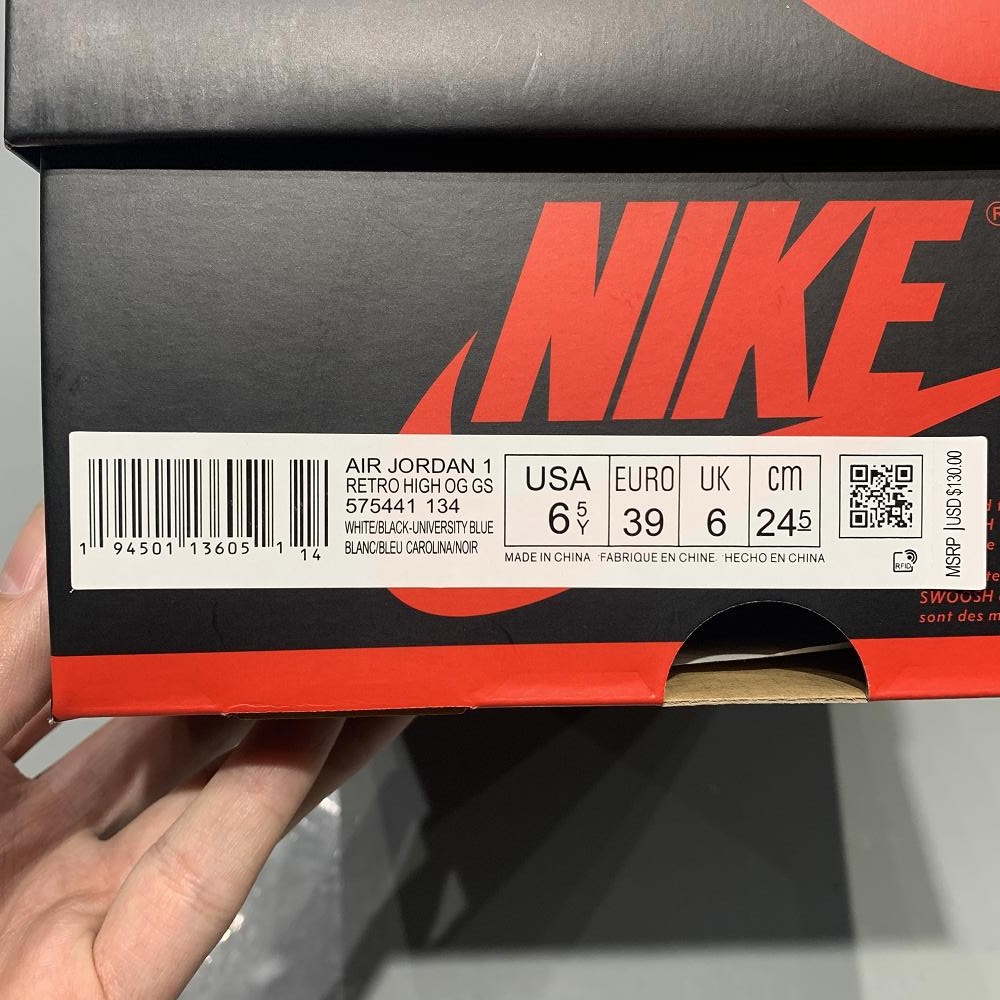 NIKE
®
AIR JORDAN 1
RETRO HIGH OG GS
575441 134
WHITE/BLACK-UNIVERSITY BLUE
BLANC/BLEU CAROLINA/NOIR
1 94501 13605 1
14
USA
6 5 Y
EURO
39
UK
6
cm
24 5
MADE IN CHINA FABRIQUE EN CHINE HECHO EN CHINA
RFID
MSRP |USD $130.00
SWOOSH
sont des m